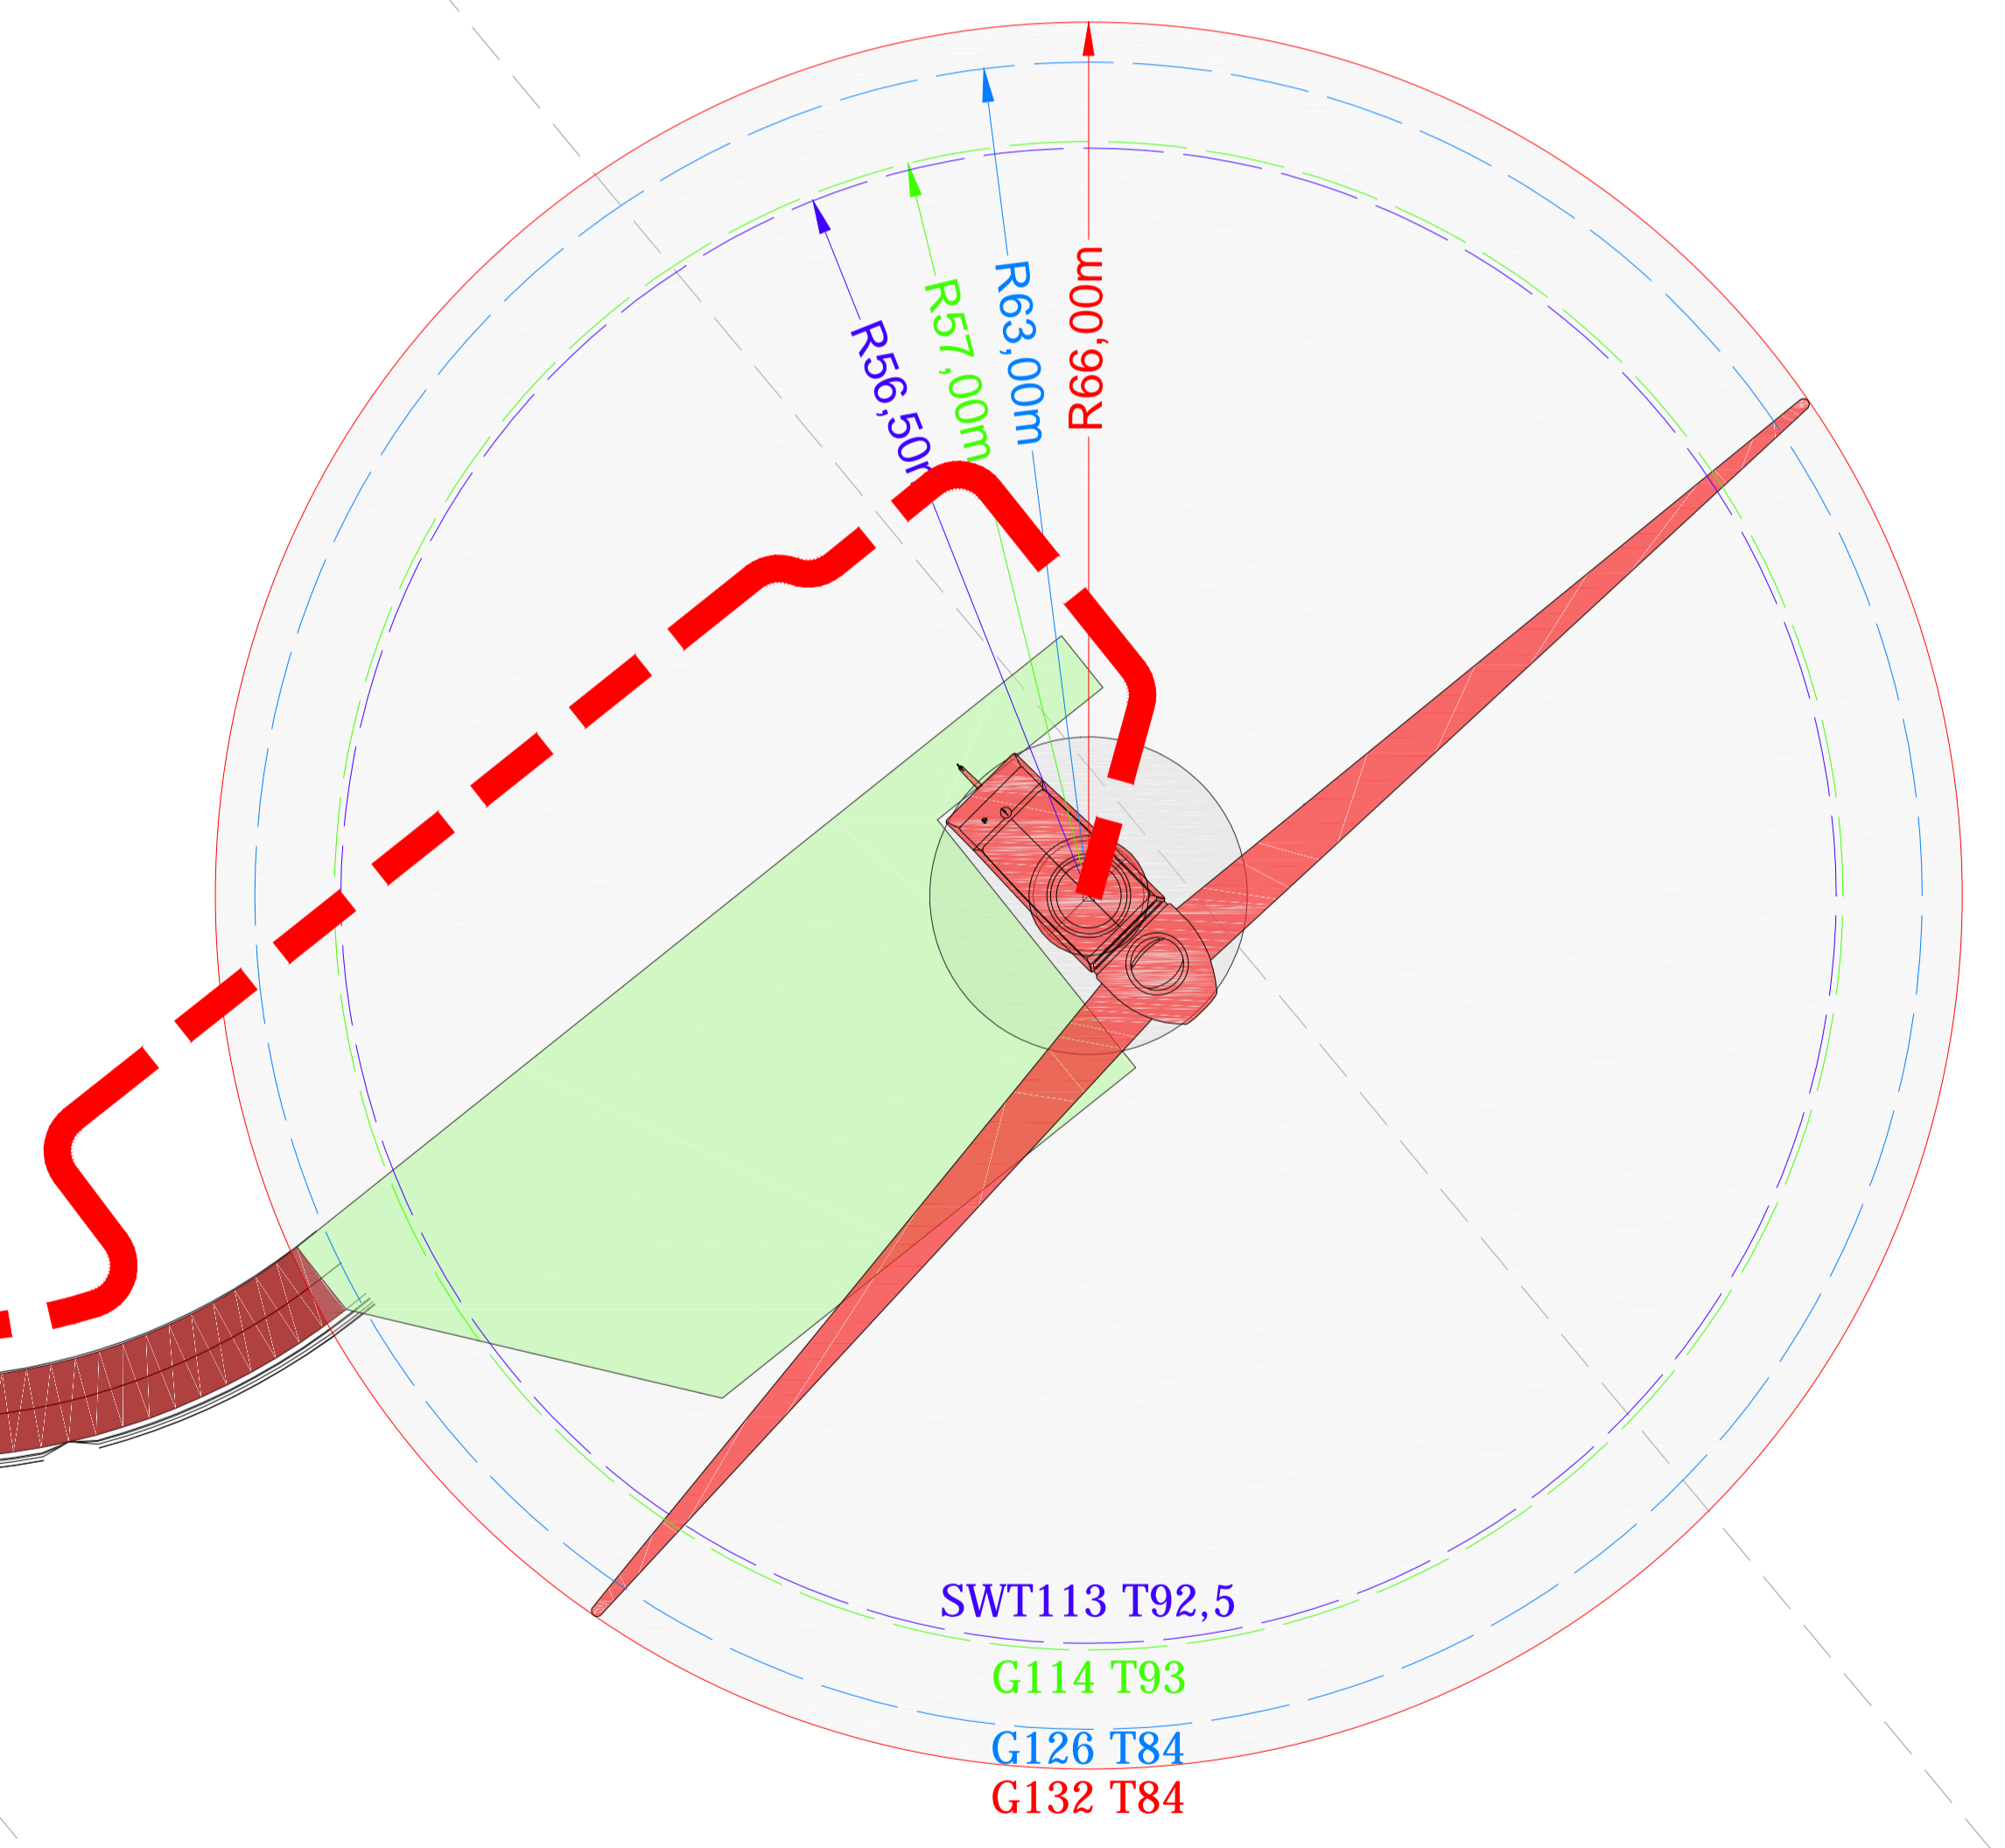 R56,50m
R57,00m
R63,00m
R66,00m
SWT113 T92,5
G114 T93
G126 T84
G132 T84